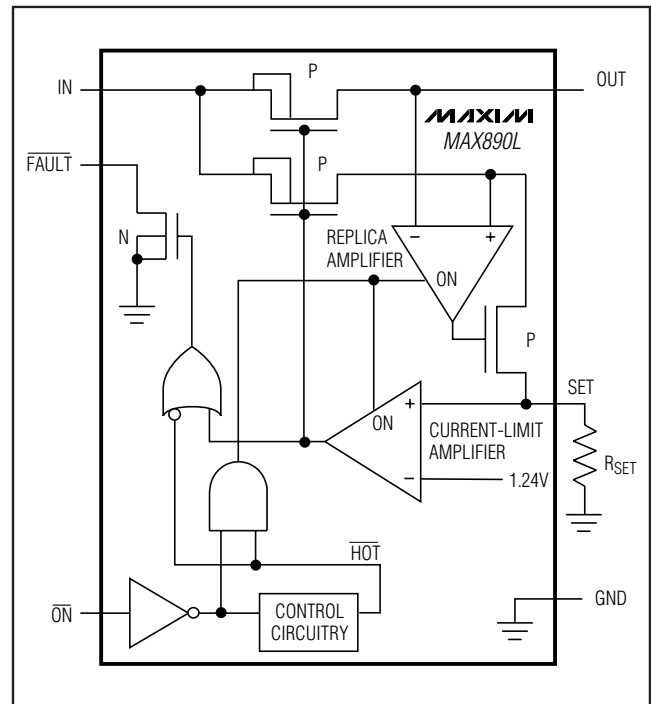 P
IN
OUT
MAXIM
MAX890L
FAULT
P
N
REPLICA
AMPLIFIER
− +
ON
P
SET
+
ON
CURRENT-LIMIT
AMPLIFIER
−
1.24V
RSET
HOT
ON
CONTROL
CIRCUITRY
GND